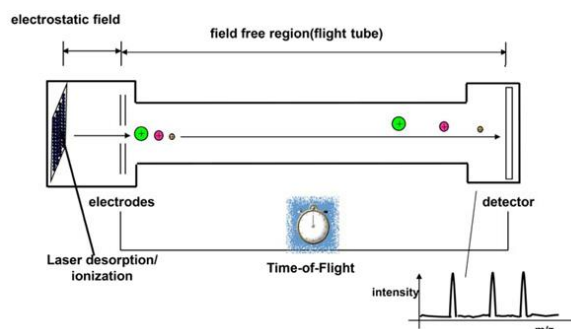 electrostatic field
field free region(flight tube)
electrodes
detector
Laser desorption/
ionization
Time-of-Flight
intensity
m/z